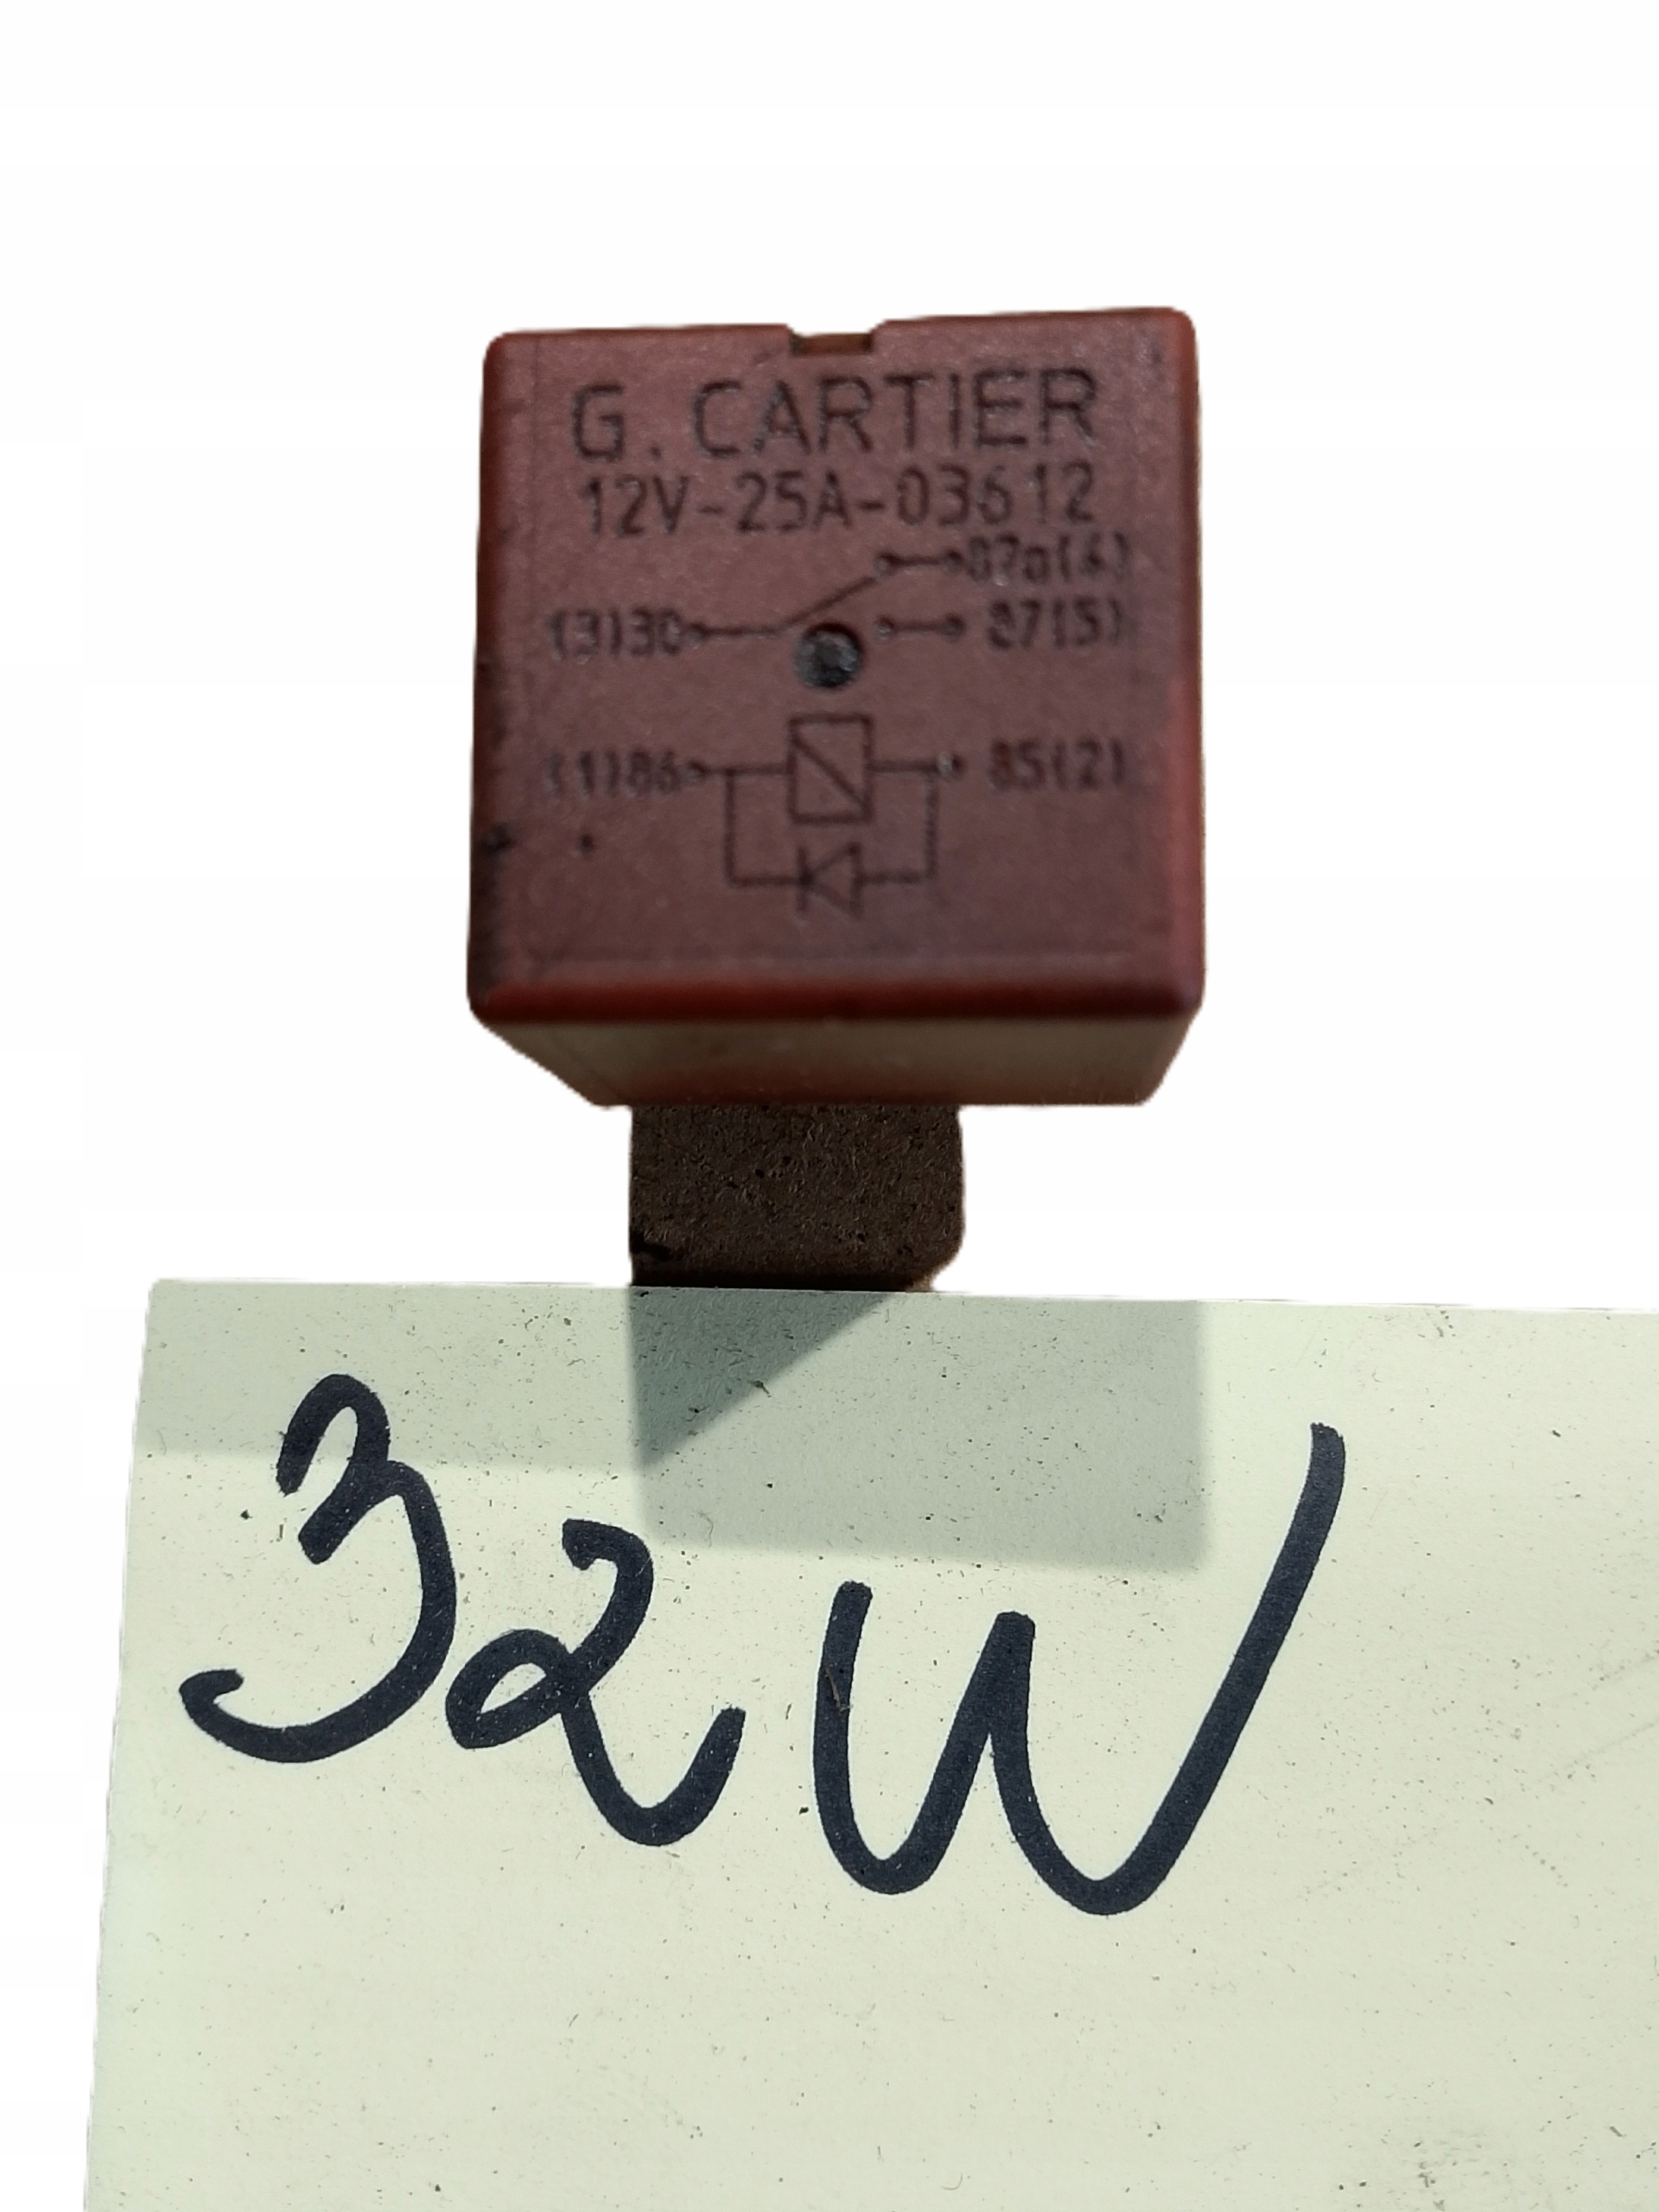 G. CARTIER
12V-25A-03612
87a(4)
(3)30 87(5)
(1)86 85(2)
32W